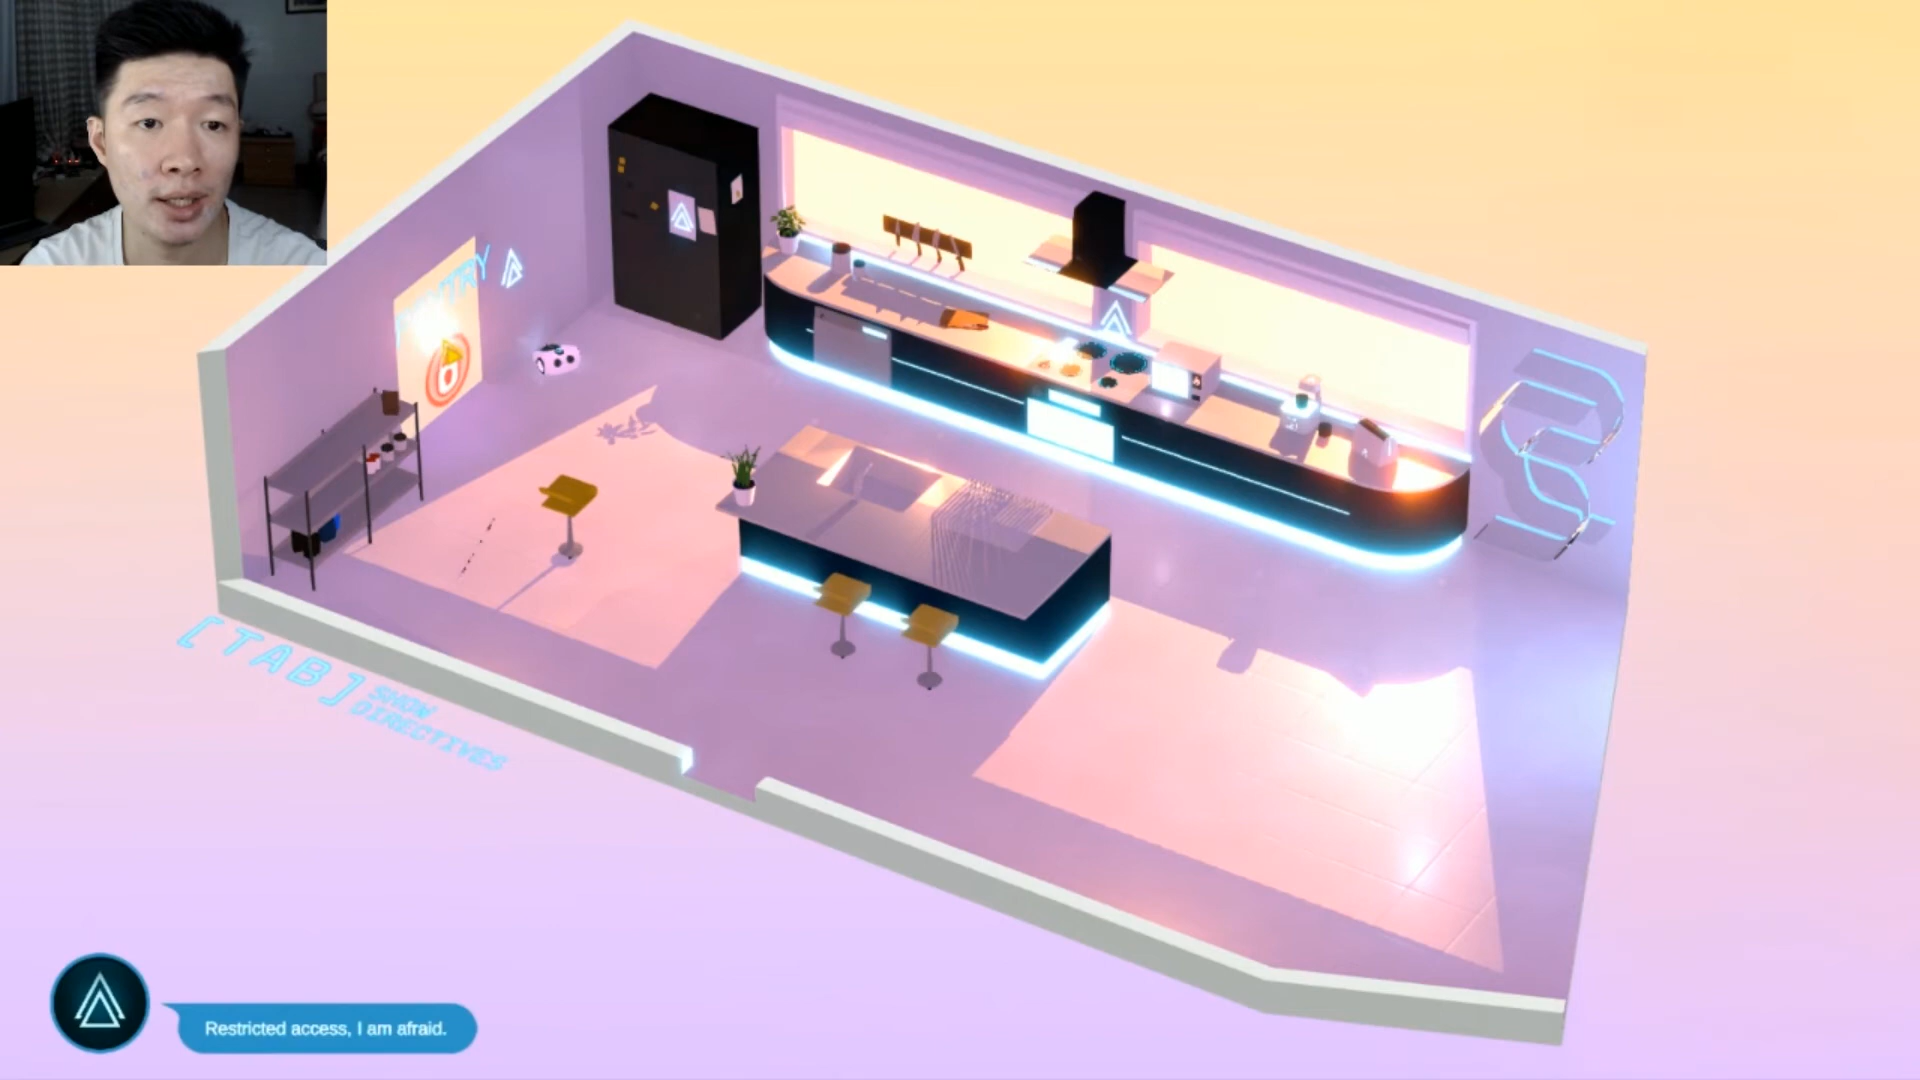 PANTRY
[TAB] SHOW
DIRECTIVES
Restricted access, I am afraid.